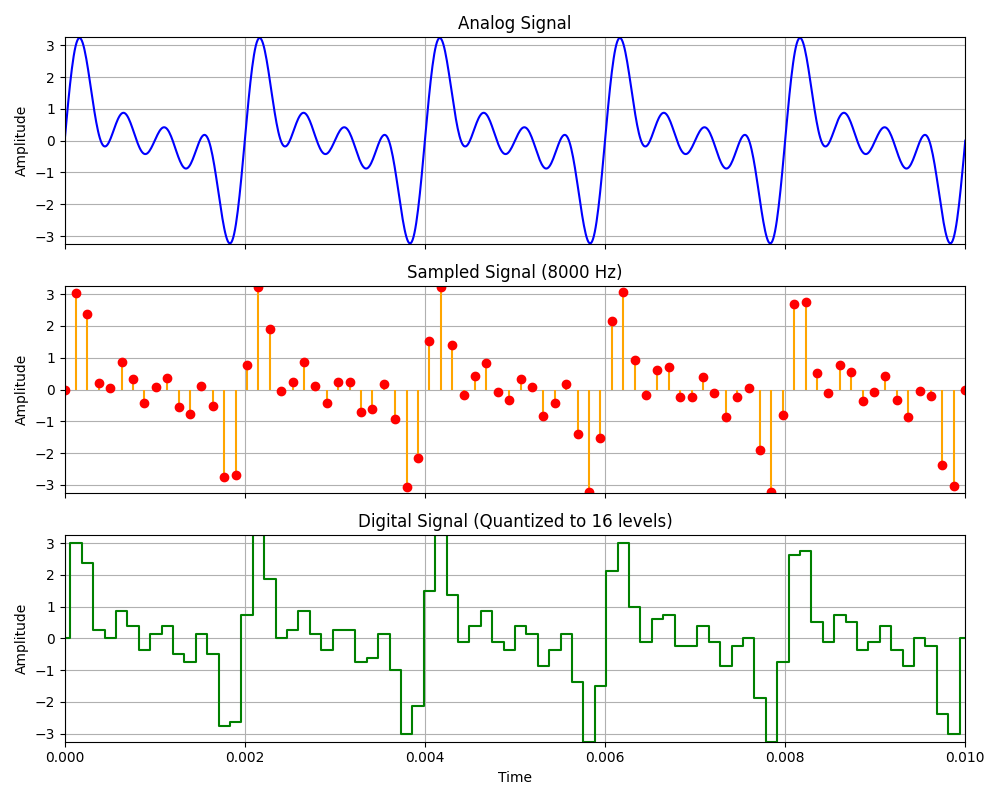 Analog Signal
3
2
1
0
−1
−2
−3
Amplitude
Sampled Signal (8000 Hz)
3
2
1
0
−1
−2
−3
Amplitude
Digital Signal (Quantized to 16 levels)
3
2
1
0
−1
−2
−3
Amplitude
0.000 0.002 0.004 0.006 0.008 0.010
Time